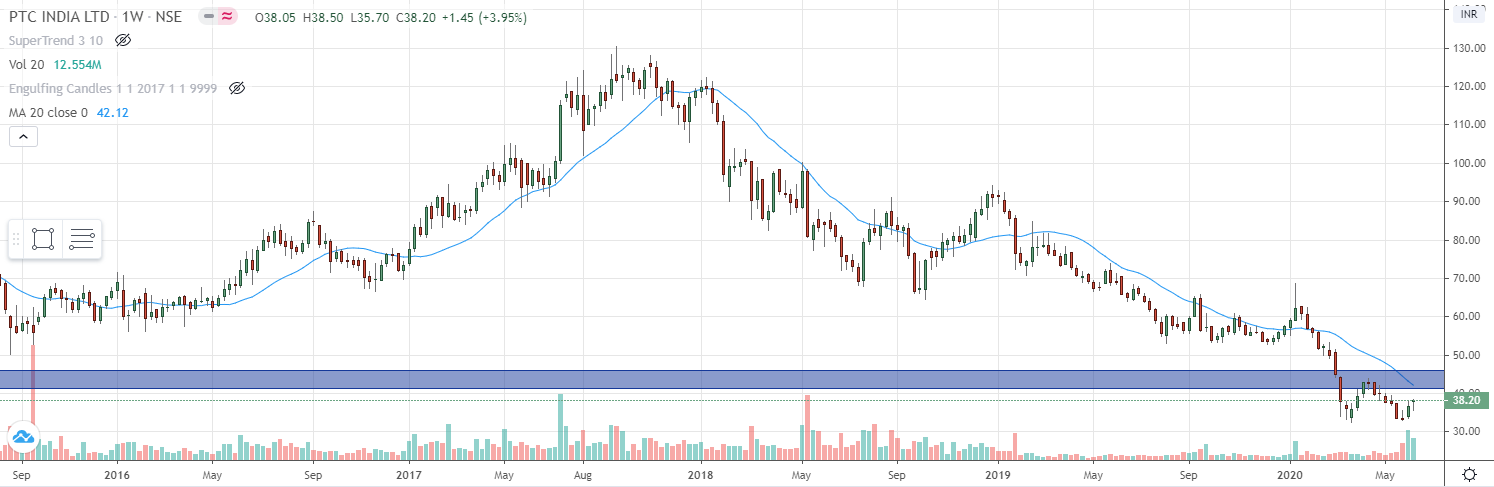 PTC INDIA LTD · 1W · NSE O38.05 H38.50 L35.70 C38.20 +1.45 (+3.95%)
INR
SuperTrend 3 10
Vol 20 12.554M
Engulfing Candles 1 1 2017 1 1 9999
MA 20 close 0 42.12
130.00
120.00
110.00
100.00
90.00
80.00
70.00
60.00
50.00
38.20
30.00
Sep 2016 May Sep 2017 May Aug 2018 May Sep 2019 May Sep 2020 May